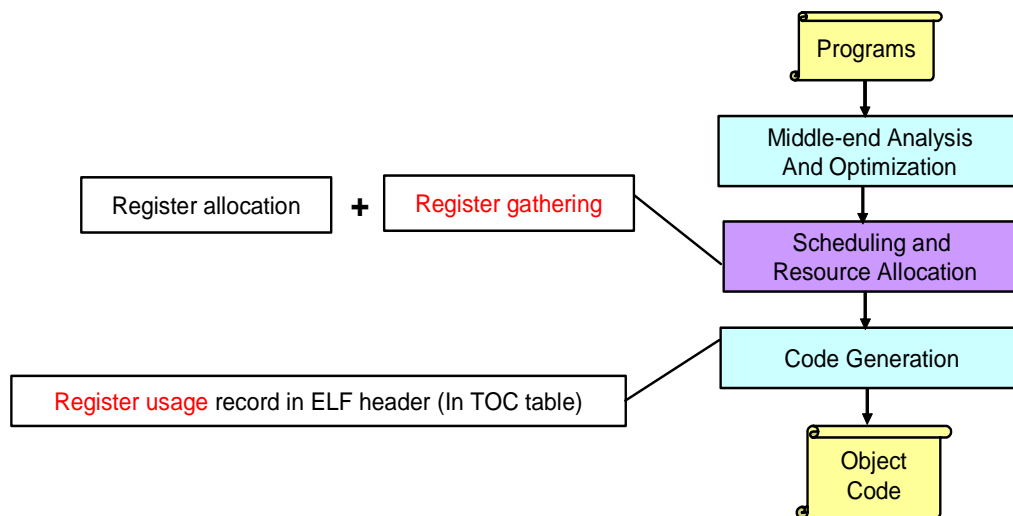 Programs
Middle-end Analysis
And Optimization
Register allocation
+
Register gathering
Scheduling and
Resource Allocation
Code Generation
Register usage record in ELF header (In TOC table)
Object
Code